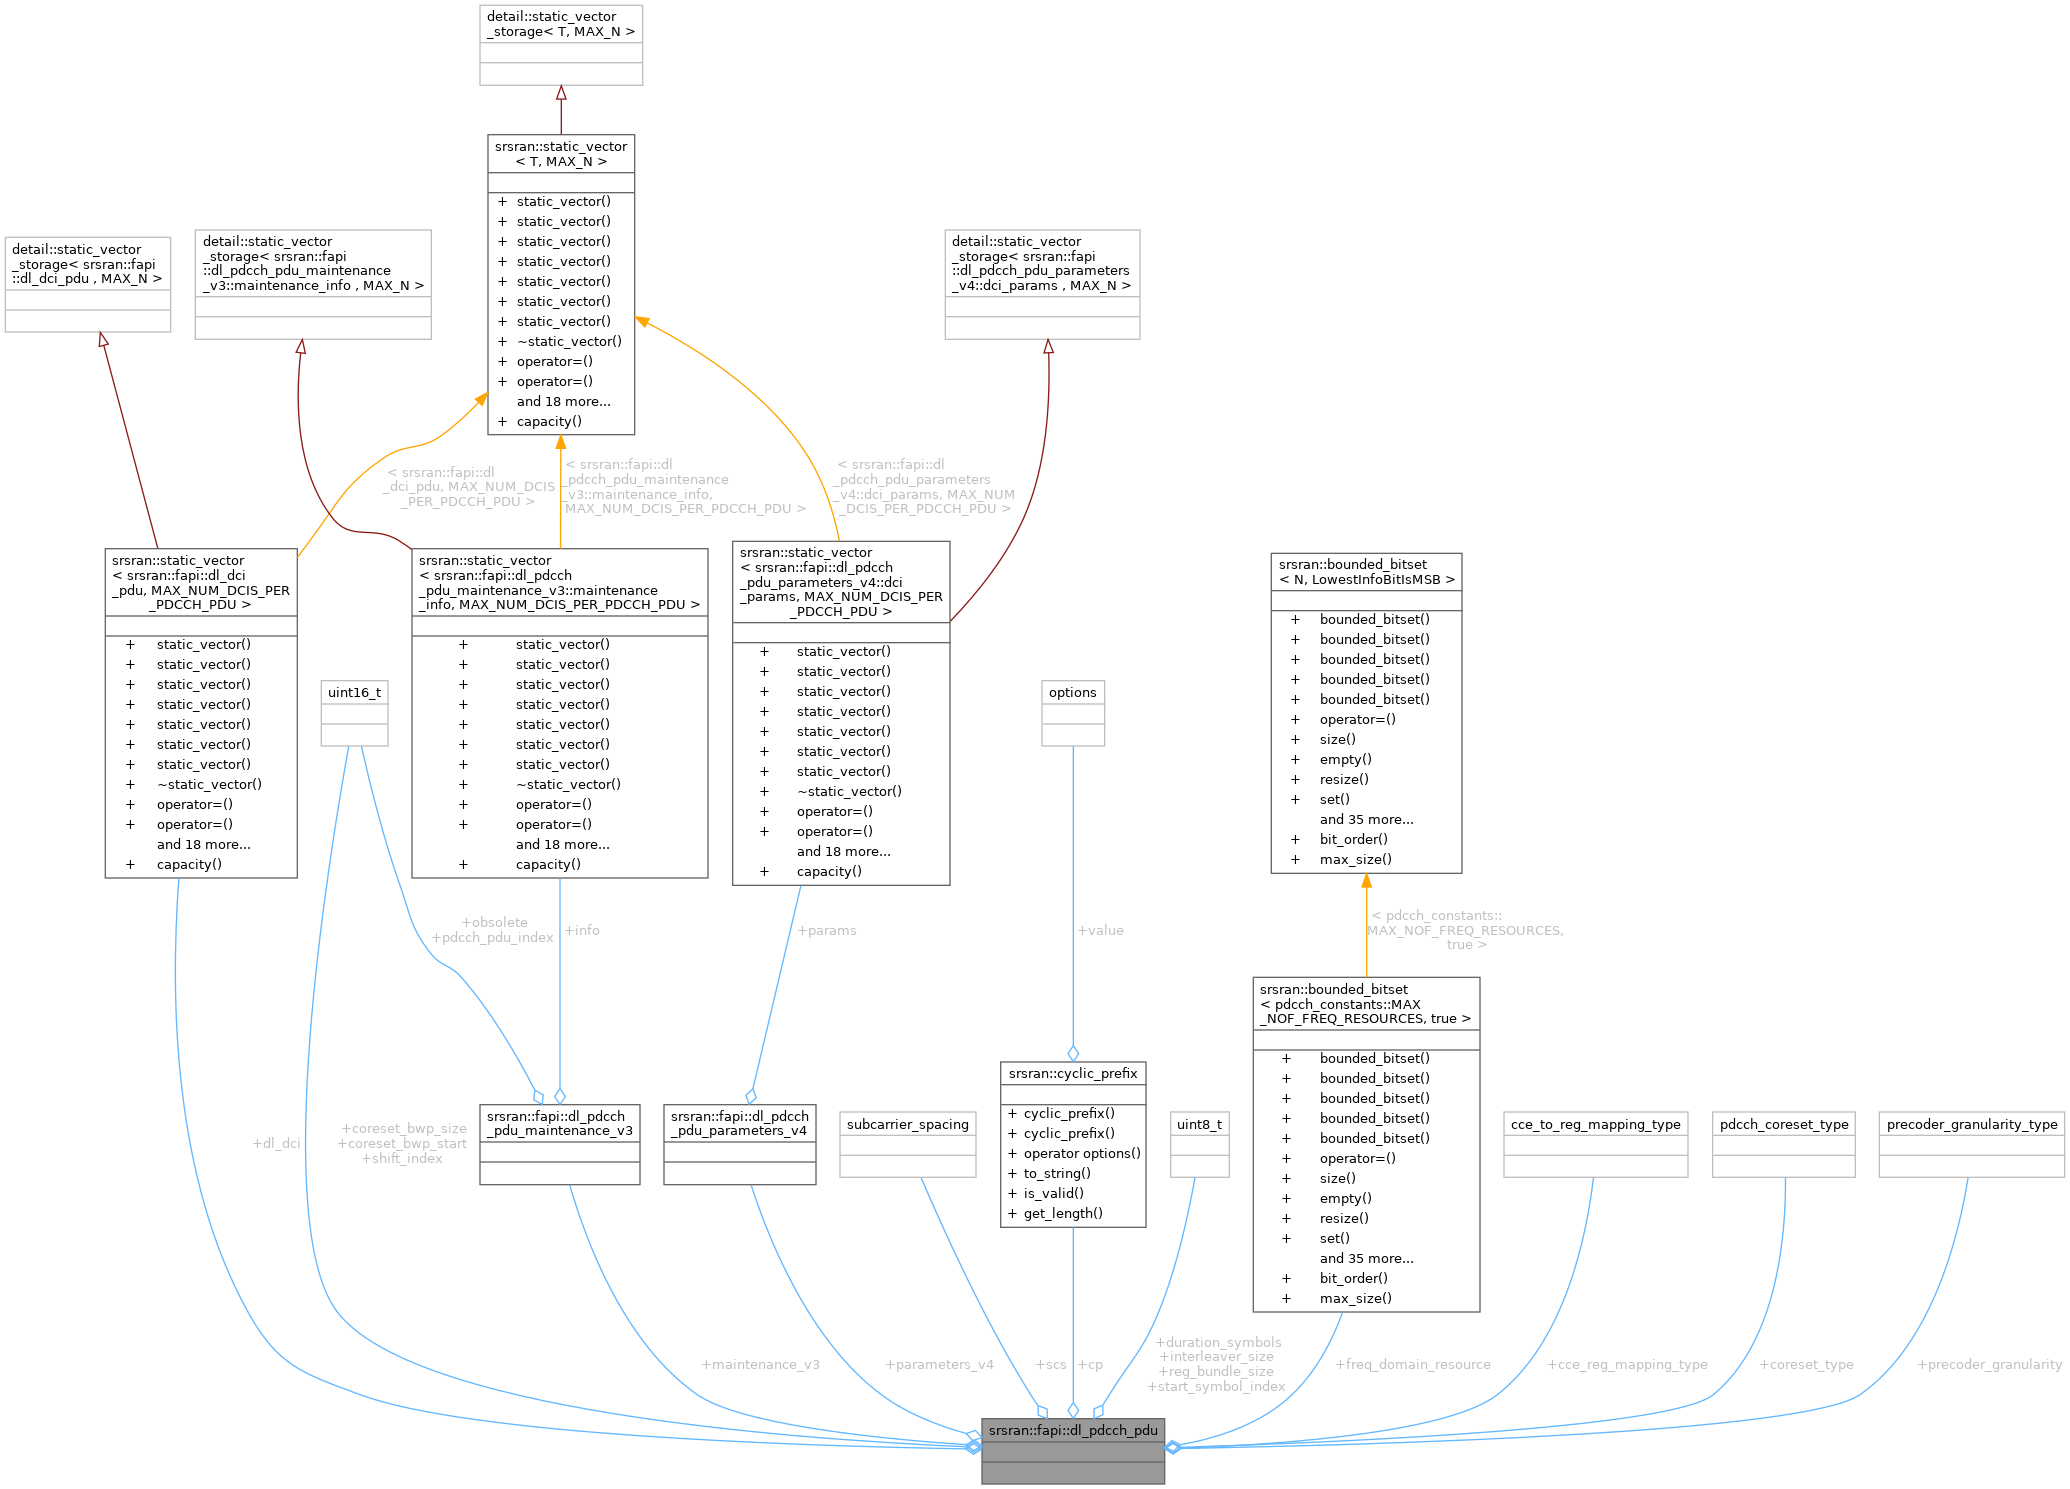 detail::static_vector
_storage< T, MAX_N >
srsran::static_vector
< T, MAX_N >
+ static_vector()
+ static_vector()
+ static_vector()
+ static_vector()
+ static_vector()
+ static_vector()
+ static_vector()
+ ~static_vector()
+ operator=()
+ operator=()
and 18 more...
+ capacity()
detail::static_vector
_storage< srsran::fapi
::dl_dci_pdu , MAX_N >
detail::static_vector
_storage< srsran::fapi
::dl_pdcch_pdu_maintenance
_v3::maintenance_info , MAX_N >
detail::static_vector
_storage< srsran::fapi
::dl_pdcch_pdu_parameters
_v4::dci_params , MAX_N >
< srsran::fapi::dl
_dci_pdu, MAX_NUM_DCIS
_PER_PDCCH_PDU >
< srsran::fapi::dl
_pdcch_pdu_maintenance
_v3::maintenance_info,
MAX_NUM_DCIS_PER_PDCCH_PDU >
< srsran::fapi::dl
_pdcch_pdu_parameters
_v4::dci_params, MAX_NUM
_DCIS_PER_PDCCH_PDU >
srsran::static_vector
< srsran::fapi::dl_dci
_pdu, MAX_NUM_DCIS_PER
_PDCCH_PDU >
+ static_vector()
+ static_vector()
+ static_vector()
+ static_vector()
+ static_vector()
+ static_vector()
+ static_vector()
+ ~static_vector()
+ operator=()
+ operator=()
and 18 more...
+ capacity()
uint16_t
srsran::static_vector
< srsran::fapi::dl_pdcch
_pdu_maintenance_v3::maintenance
_info, MAX_NUM_DCIS_PER_PDCCH_PDU >
+ static_vector()
+ static_vector()
+ static_vector()
+ static_vector()
+ static_vector()
+ static_vector()
+ static_vector()
+ ~static_vector()
+ operator=()
+ operator=()
and 18 more...
+ capacity()
srsran::static_vector
< srsran::fapi::dl_pdcch
_pdu_parameters_v4::dci
_params, MAX_NUM_DCIS_PER
_PDCCH_PDU >
+ static_vector()
+ static_vector()
+ static_vector()
+ static_vector()
+ static_vector()
+ static_vector()
+ static_vector()
+ ~static_vector()
+ operator=()
+ operator=()
and 18 more...
+ capacity()
options
srsran::bounded_bitset
< N, LowestInfoBitIsMSB >
+ bounded_bitset()
+ bounded_bitset()
+ bounded_bitset()
+ bounded_bitset()
+ bounded_bitset()
+ operator=()
+ size()
+ empty()
+ resize()
+ set()
and 35 more...
+ bit_order()
+ max_size()
+obsolete
+pdcch_pdu_index
+info
+params
+value
< pdcch_constants::
MAX_NOF_FREQ_RESOURCES,
true >
srsran::bounded_bitset
< pdcch_constants::MAX
_NOF_FREQ_RESOURCES, true >
+ bounded_bitset()
+ bounded_bitset()
+ bounded_bitset()
+ bounded_bitset()
+ bounded_bitset()
+ operator=()
+ size()
+ empty()
+ resize()
+ set()
and 35 more...
+ bit_order()
+ max_size()
+dl_dci
+coreset_bwp_size
+coreset_bwp_start
+shift_index
srsran::fapi::dl_pdcch
_pdu_maintenance_v3
srsran::fapi::dl_pdcch
_pdu_parameters_v4
subcarrier_spacing
srsran::cyclic_prefix
+ cyclic_prefix()
+ cyclic_prefix()
+ operator options()
+ to_string()
+ is_valid()
+ get_length()
uint8_t
cce_to_reg_mapping_type
pdcch_coreset_type
precoder_granularity_type
+maintenance_v3
+parameters_v4
+scs
+cp
+duration_symbols
+interleaver_size
+reg_bundle_size
+start_symbol_index
+freq_domain_resource
+cce_reg_mapping_type
+coreset_type
+precoder_granularity
srsran::fapi::dl_pdcch_pdu